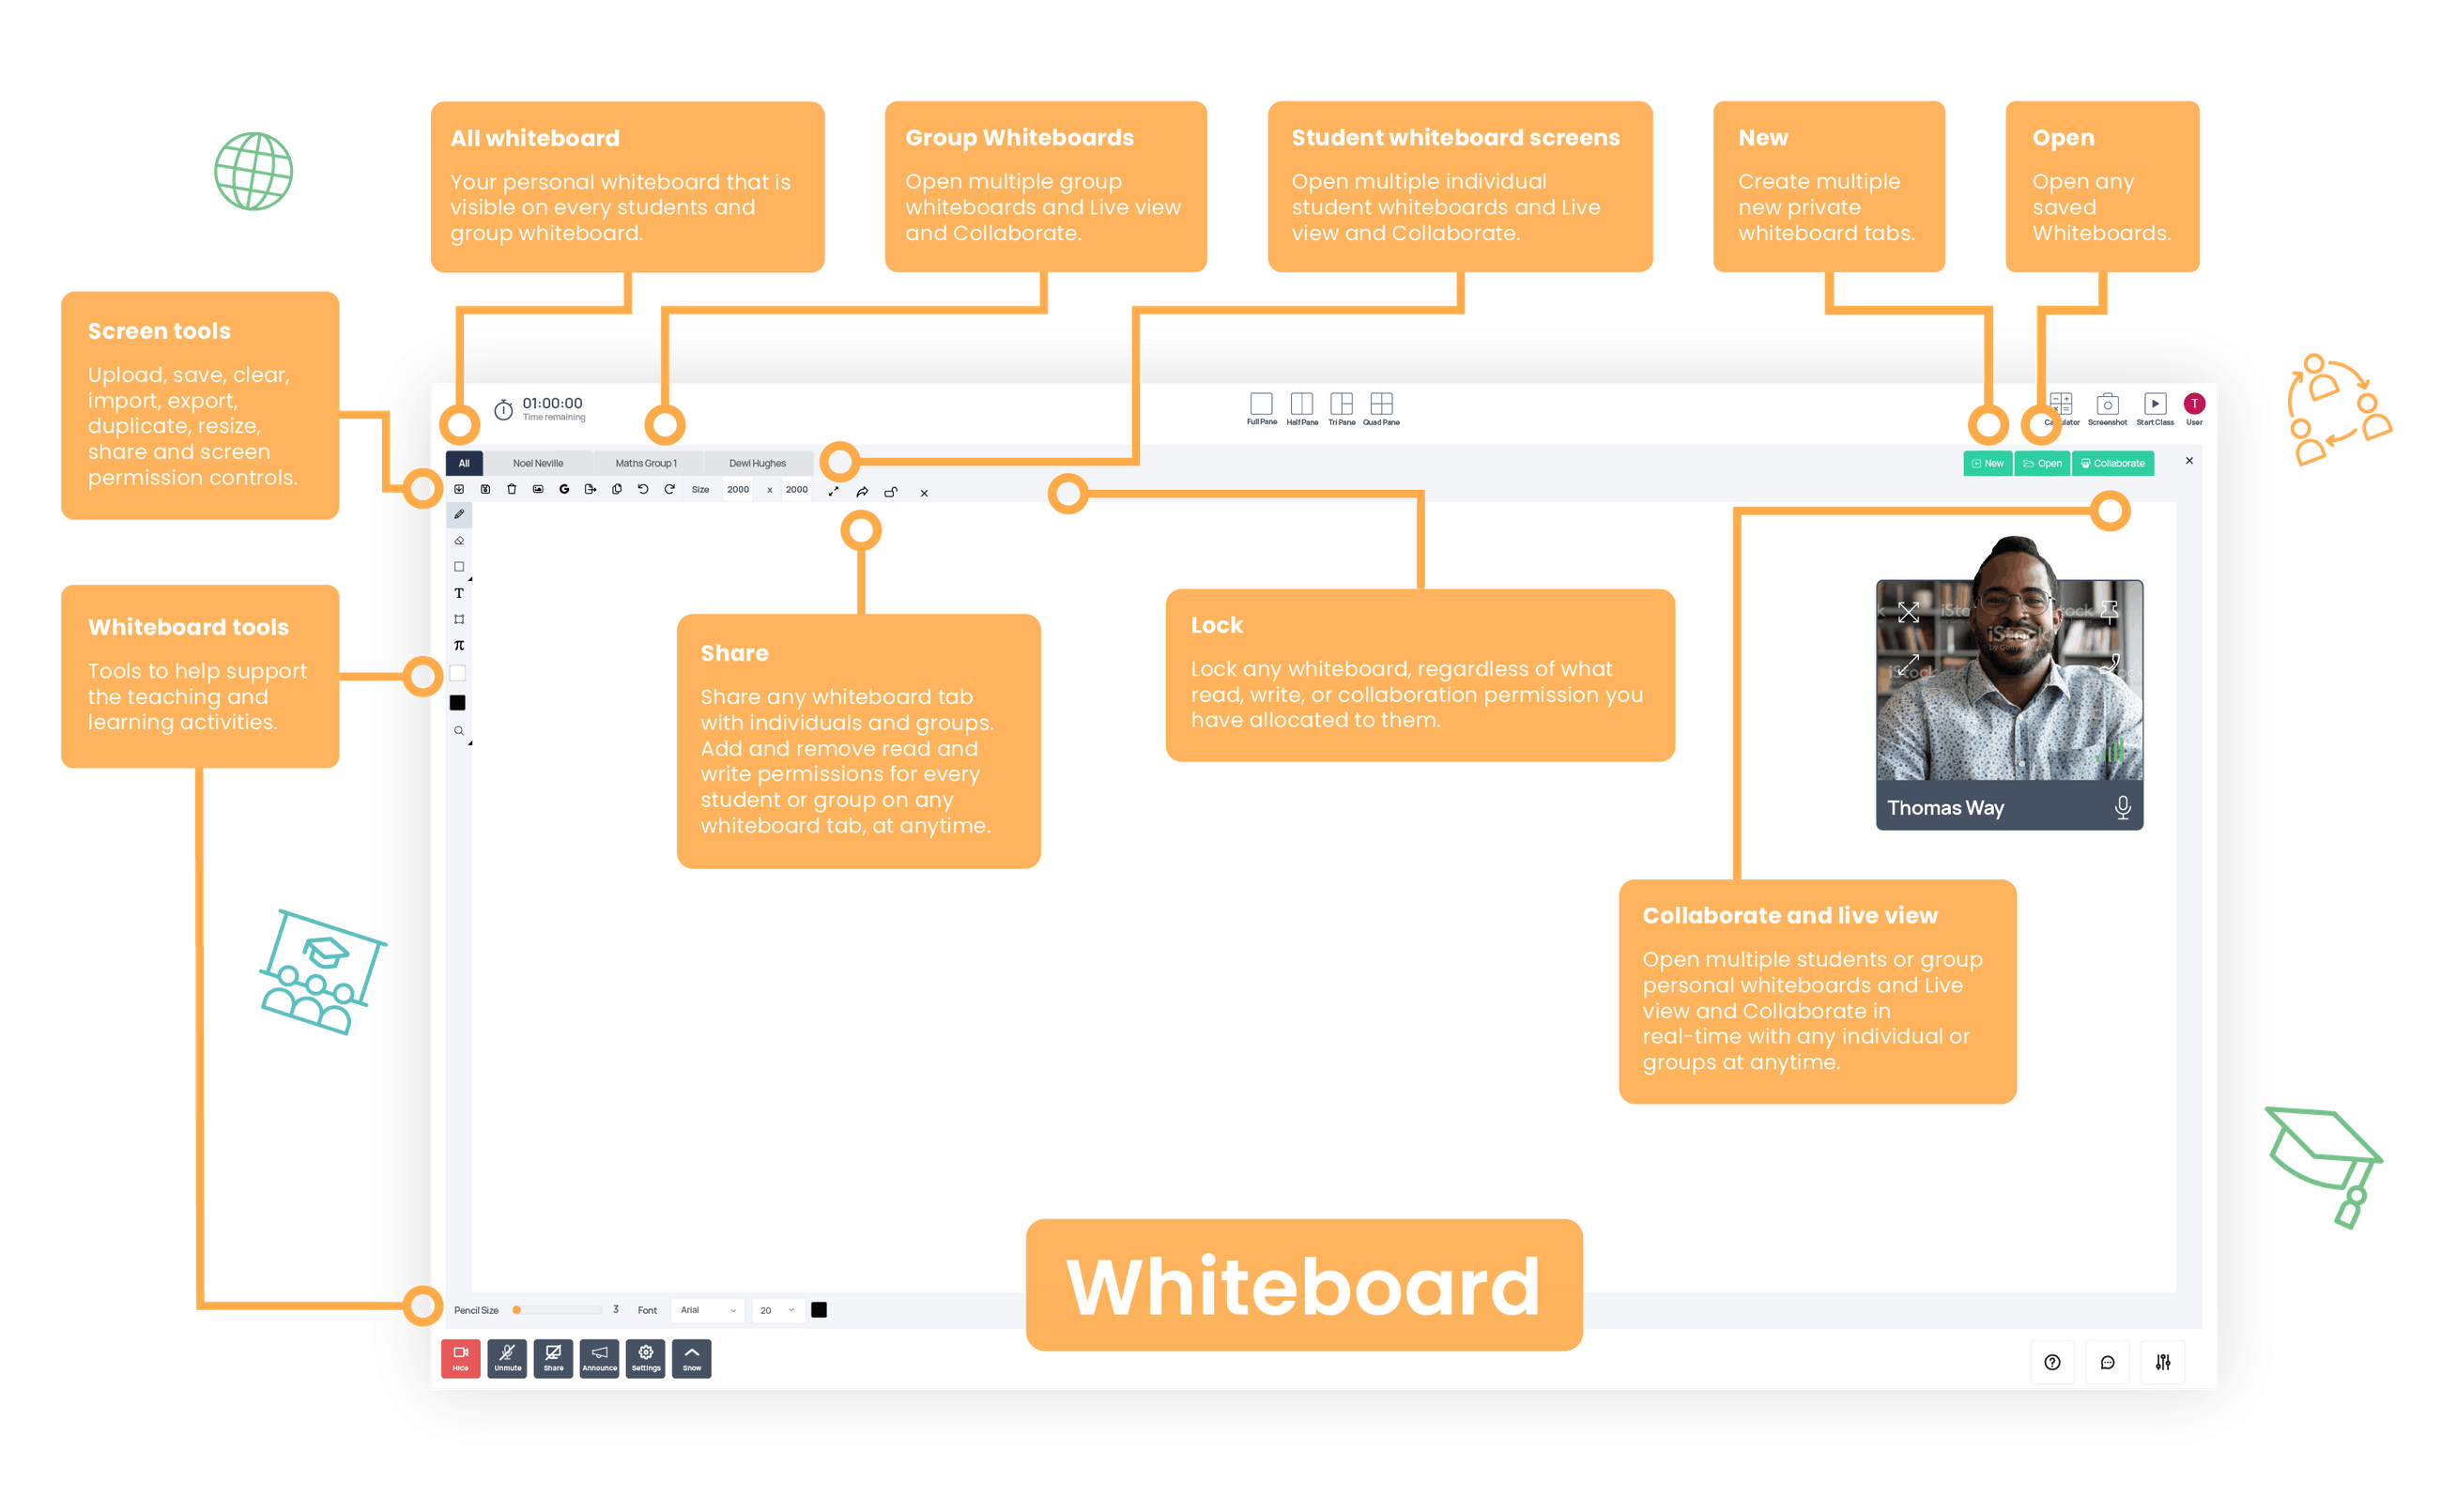 All whiteboard
Your personal whiteboard that is
visible on every students and
group whiteboard.
Group Whiteboards
Open multiple group
whiteboards and Live view
and Collaborate.
Student whiteboard screens
Open multiple individual
student whiteboards and Live
view and Collaborate.
New
Create multiple
new private
whiteboard tabs.
Open
Open any
saved
Whiteboards.
Screen tools
Upload, save, clear,
import, export,
duplicate, resize,
share and screen
permission controls.
01:00:00
Time remaining
Full Pane Half Pane Tri Pane Quad Pane
Screenshot Start Class User
T
All Noel Neville Maths Group 1 Dewi Hughes
New Open Collaborate
Size 2000 x 2000
T
π
Whiteboard tools
Tools to help support
the teaching and
learning activities.
Share
Share any whiteboard tab
with individuals and groups.
Add and remove read and
write permissions for every
student or group on any
whiteboard tab, at anytime.
Lock
Lock any whiteboard, regardless of what
read, write, or collaboration permission you
have allocated to them.
iStock
Thomas Way
Collaborate and live view
Open multiple students or group
personal whiteboards and Live
view and Collaborate in
real-time with any individual or
groups at anytime.
Whiteboard
Pencil Size 3 Font Arial 20
Hide Unmute Share Announce Settings Show